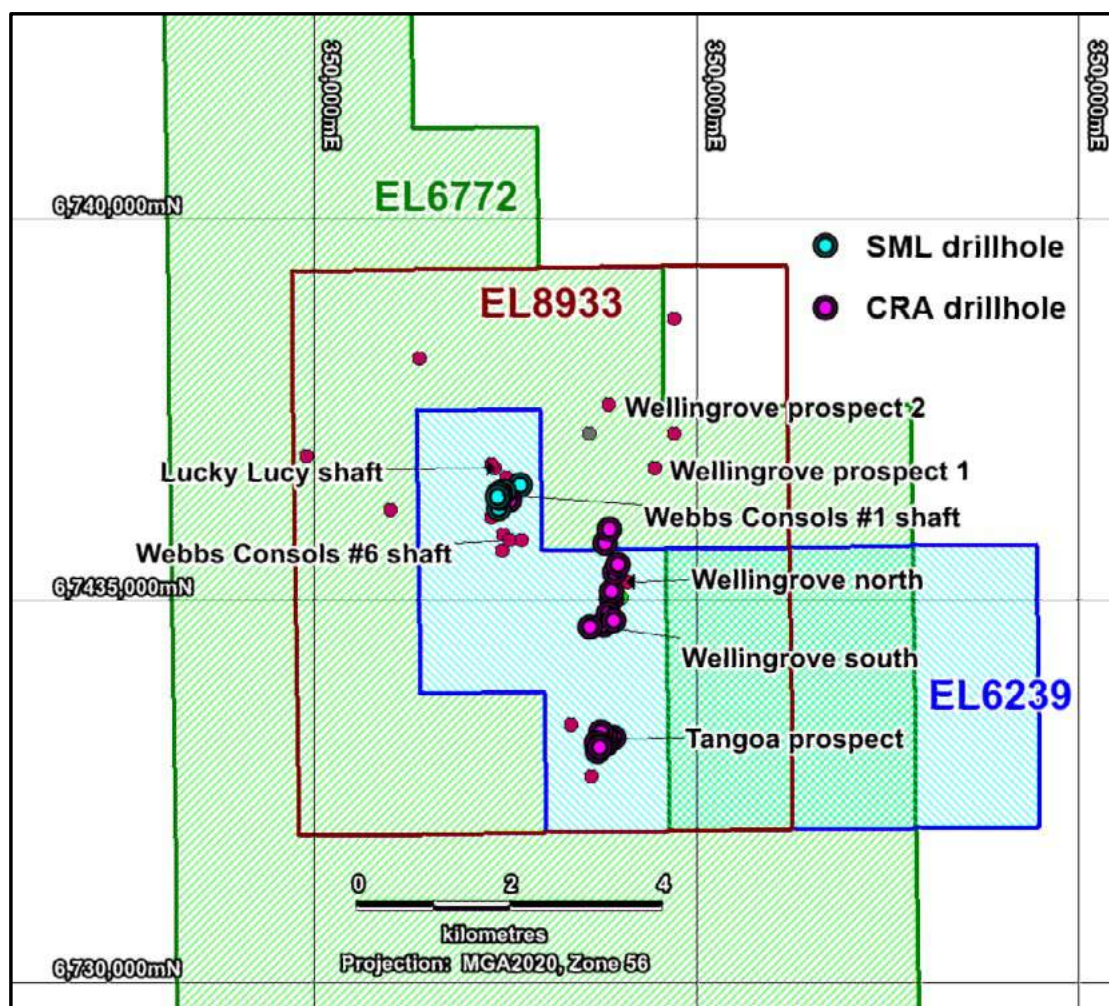 350,000mE
350,000mE
350,000mE
EL6772
6,740,000mN
SML drillhole
EL8933
CRA drillhole
Wellingrove prospect 2
Lucky Lucy shaft
Wellingrove prospect 1
Webbs Consols #1 shaft
Webbs Consols #6 shaft
Wellingrove north
6,7435,000mN
Wellingrove south
EL6239
Tangoa prospect
0 2 4
kilometres
Projection: MGA2020, Zone 56
6,730,000mN